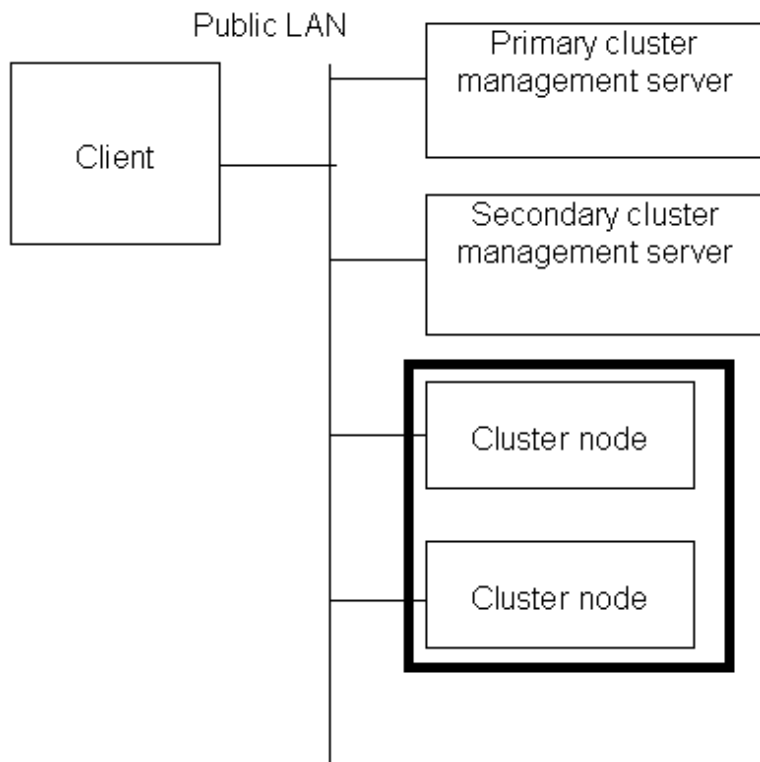 Public LAN
Client
Primary cluster
management server
Secondary cluster
management server
Cluster node
Cluster node